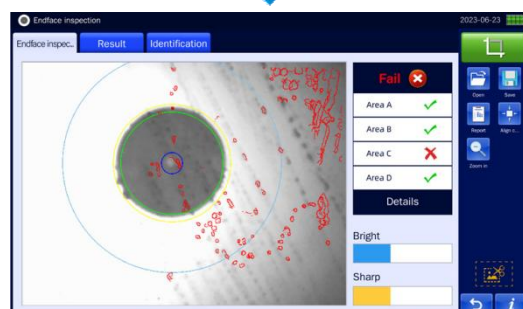 Endface inspection
2023-06-23
Endface inspec...
Result
Identification
Fail
Area A
Area B
Area C
Area D
Details
Bright
Sharp
Open
Save
Report
Align c...
Zoom in